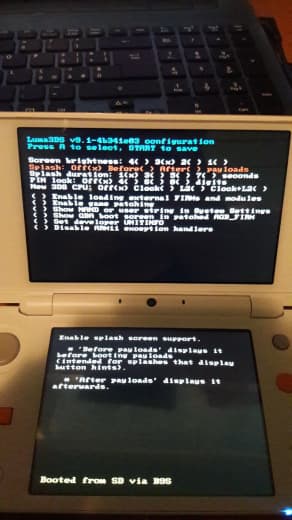 Luma3DS v9.1-4b341e03 configuration
Press A to select, START to save
Screen brightness: 4( ) 3(x) 2( ) 1( )
Splash: Off(x) Before( ) After( ) payloads
Splash duration: 1( ) 3( ) 5( ) 7( ) seconds
PIN lock: Off(x) 4( ) 6( ) 8( ) digits
New 3DS CPU: Off(x) Clock( ) L2( ) Clock+L2( )
( ) Enable loading external FIRMs and modules
( ) Enable game patching
( ) Show NAND or user string in System Settings
( ) Show GBA boot screen in patched AGB_FIRM
( ) Set developer UNITINFO
( ) Disable ARM11 exception handlers
Enable splash screen support.
* 'Before payloads' displays it
before booting payloads
(intended for splashes that display
button hints).
* 'After payloads' displays it
afterwards.
Booted from SD via B9S